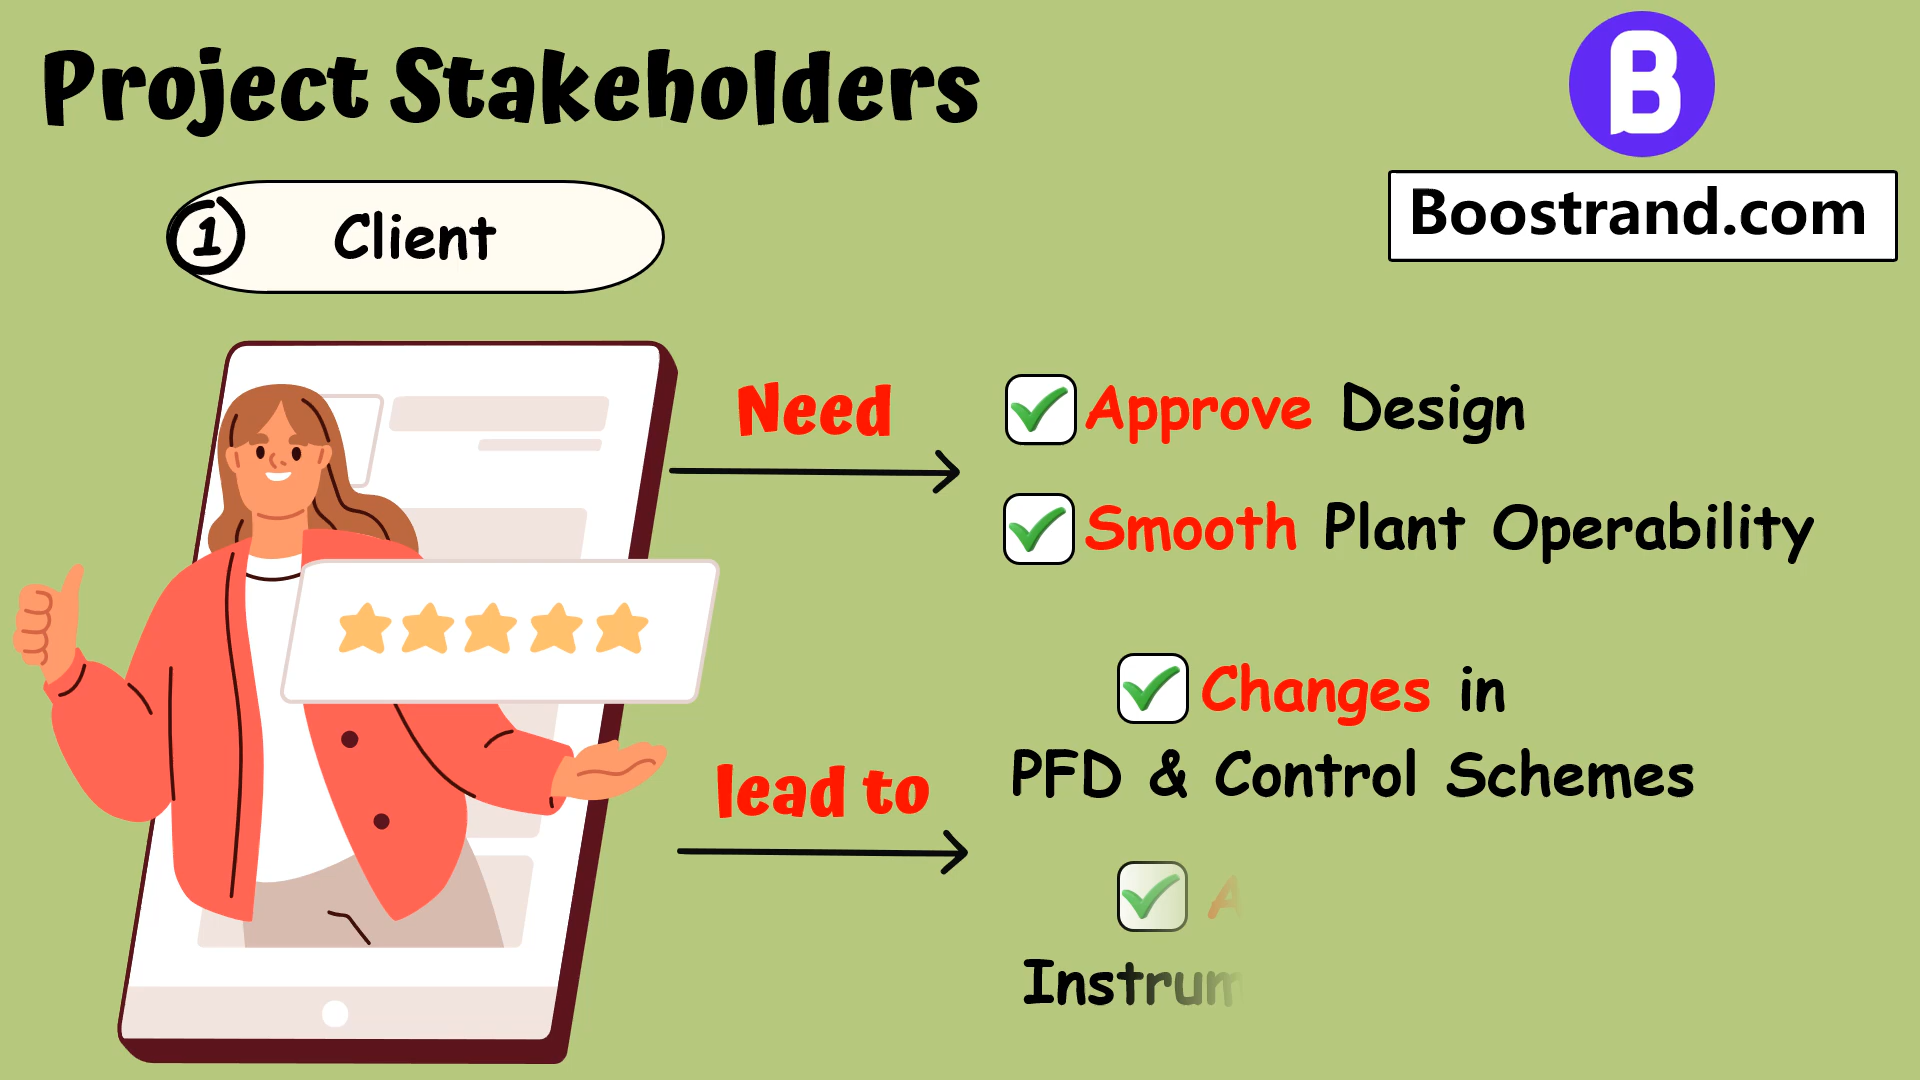 Project Stakeholders
B
Boostrand.com
1 Client
Need
Approve Design
Smooth Plant Operability
lead to
Changes in
PFD & Control Schemes